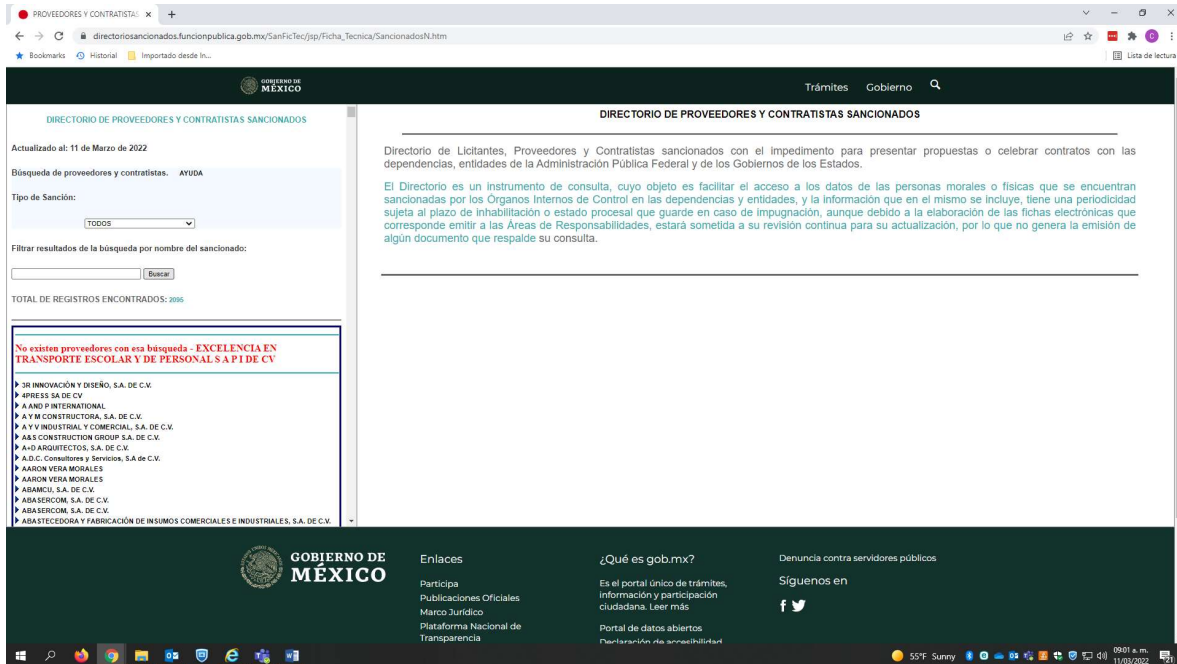 PROVEEDORES Y CONTRATISTAS
directoriosancionados.funcionpublica.gob.mx/SanFicTec/jsp/Ficha_Tecnica/SancionadosN.htm
Bookmarks Historial Importado desde In... Lista de lectura
GOBIERNO DE MÉXICO
Trámites Gobierno
DIRECTORIO DE PROVEEDORES Y CONTRATISTAS SANCIONADOS
Actualizado al: 11 de Marzo de 2022
Búsqueda de proveedores y contratistas. AYUDA
Tipo de Sanción:
TODOS
Filtrar resultados de la búsqueda por nombre del sancionado:
Buscar
TOTAL DE REGISTROS ENCONTRADOS: 2095
No existen proveedores con esa búsqueda - EXCELENCIA EN
TRANSPORTE ESCOLAR Y DE PERSONAL S A P I DE CV
3R INNOVACIÓN Y DISEÑO, S.A. DE C.V.
4PRESS SA DE CV
A AND P INTERNATIONAL
A Y M CONSTRUCTORA, S.A. DE C.V.
A Y V INDUSTRIAL Y COMERCIAL, S.A. DE C.V.
A&S CONSTRUCTION GROUP S.A. DE C.V.
A+D ARQUITECTOS, S.A. DE C.V.
A.D.C. Consultores y Servicios, S.A de C.V.
AARON VERA MORALES
AARON VERA MORALES
ABAMCU, S.A. DE C.V.
ABASERCOM, S.A. DE C.V.
ABASERCOM, S.A. DE C.V.
ABASTECEDORA Y FABRICACIÓN DE INSUMOS COMERCIALES E INDUSTRIALES, S.A. DE C.V.
DIRECTORIO DE PROVEEDORES Y CONTRATISTAS SANCIONADOS
Directorio de Licitantes, Proveedores y Contratistas sancionados con el impedimento para presentar propuestas o celebrar contratos con las
dependencias, entidades de la Administración Pública Federal y de los Gobiernos de los Estados.
El Directorio es un instrumento de consulta, cuyo objeto es facilitar el acceso a los datos de las personas morales o físicas que se encuentran
sancionadas por los Órganos Internos de Control en las dependencias y entidades, y la información que en el mismo se incluye, tiene una periodicidad
sujeta al plazo de inhabilitación o estado procesal que guarde en caso de impugnación, aunque debido a la elaboración de las fichas electrónicas que
corresponde emitir a las Áreas de Responsabilidades, estará sometida a su revisión continua para su actualización, por lo que no genera la emisión de
algún documento que respalde su consulta.
GOBIERNO DE
MÉXICO
Enlaces
Participa
Publicaciones Oficiales
Marco Jurídico
Plataforma Nacional de
Transparencia
¿Qué es gob.mx?
Es el portal único de trámites,
información y participación
ciudadana. Leer más
Portal de datos abiertos
Declaración de accesibilidad
Denuncia contra servidores públicos
Síguenos en
55°F Sunny
09:01 a. m.
11/03/2022